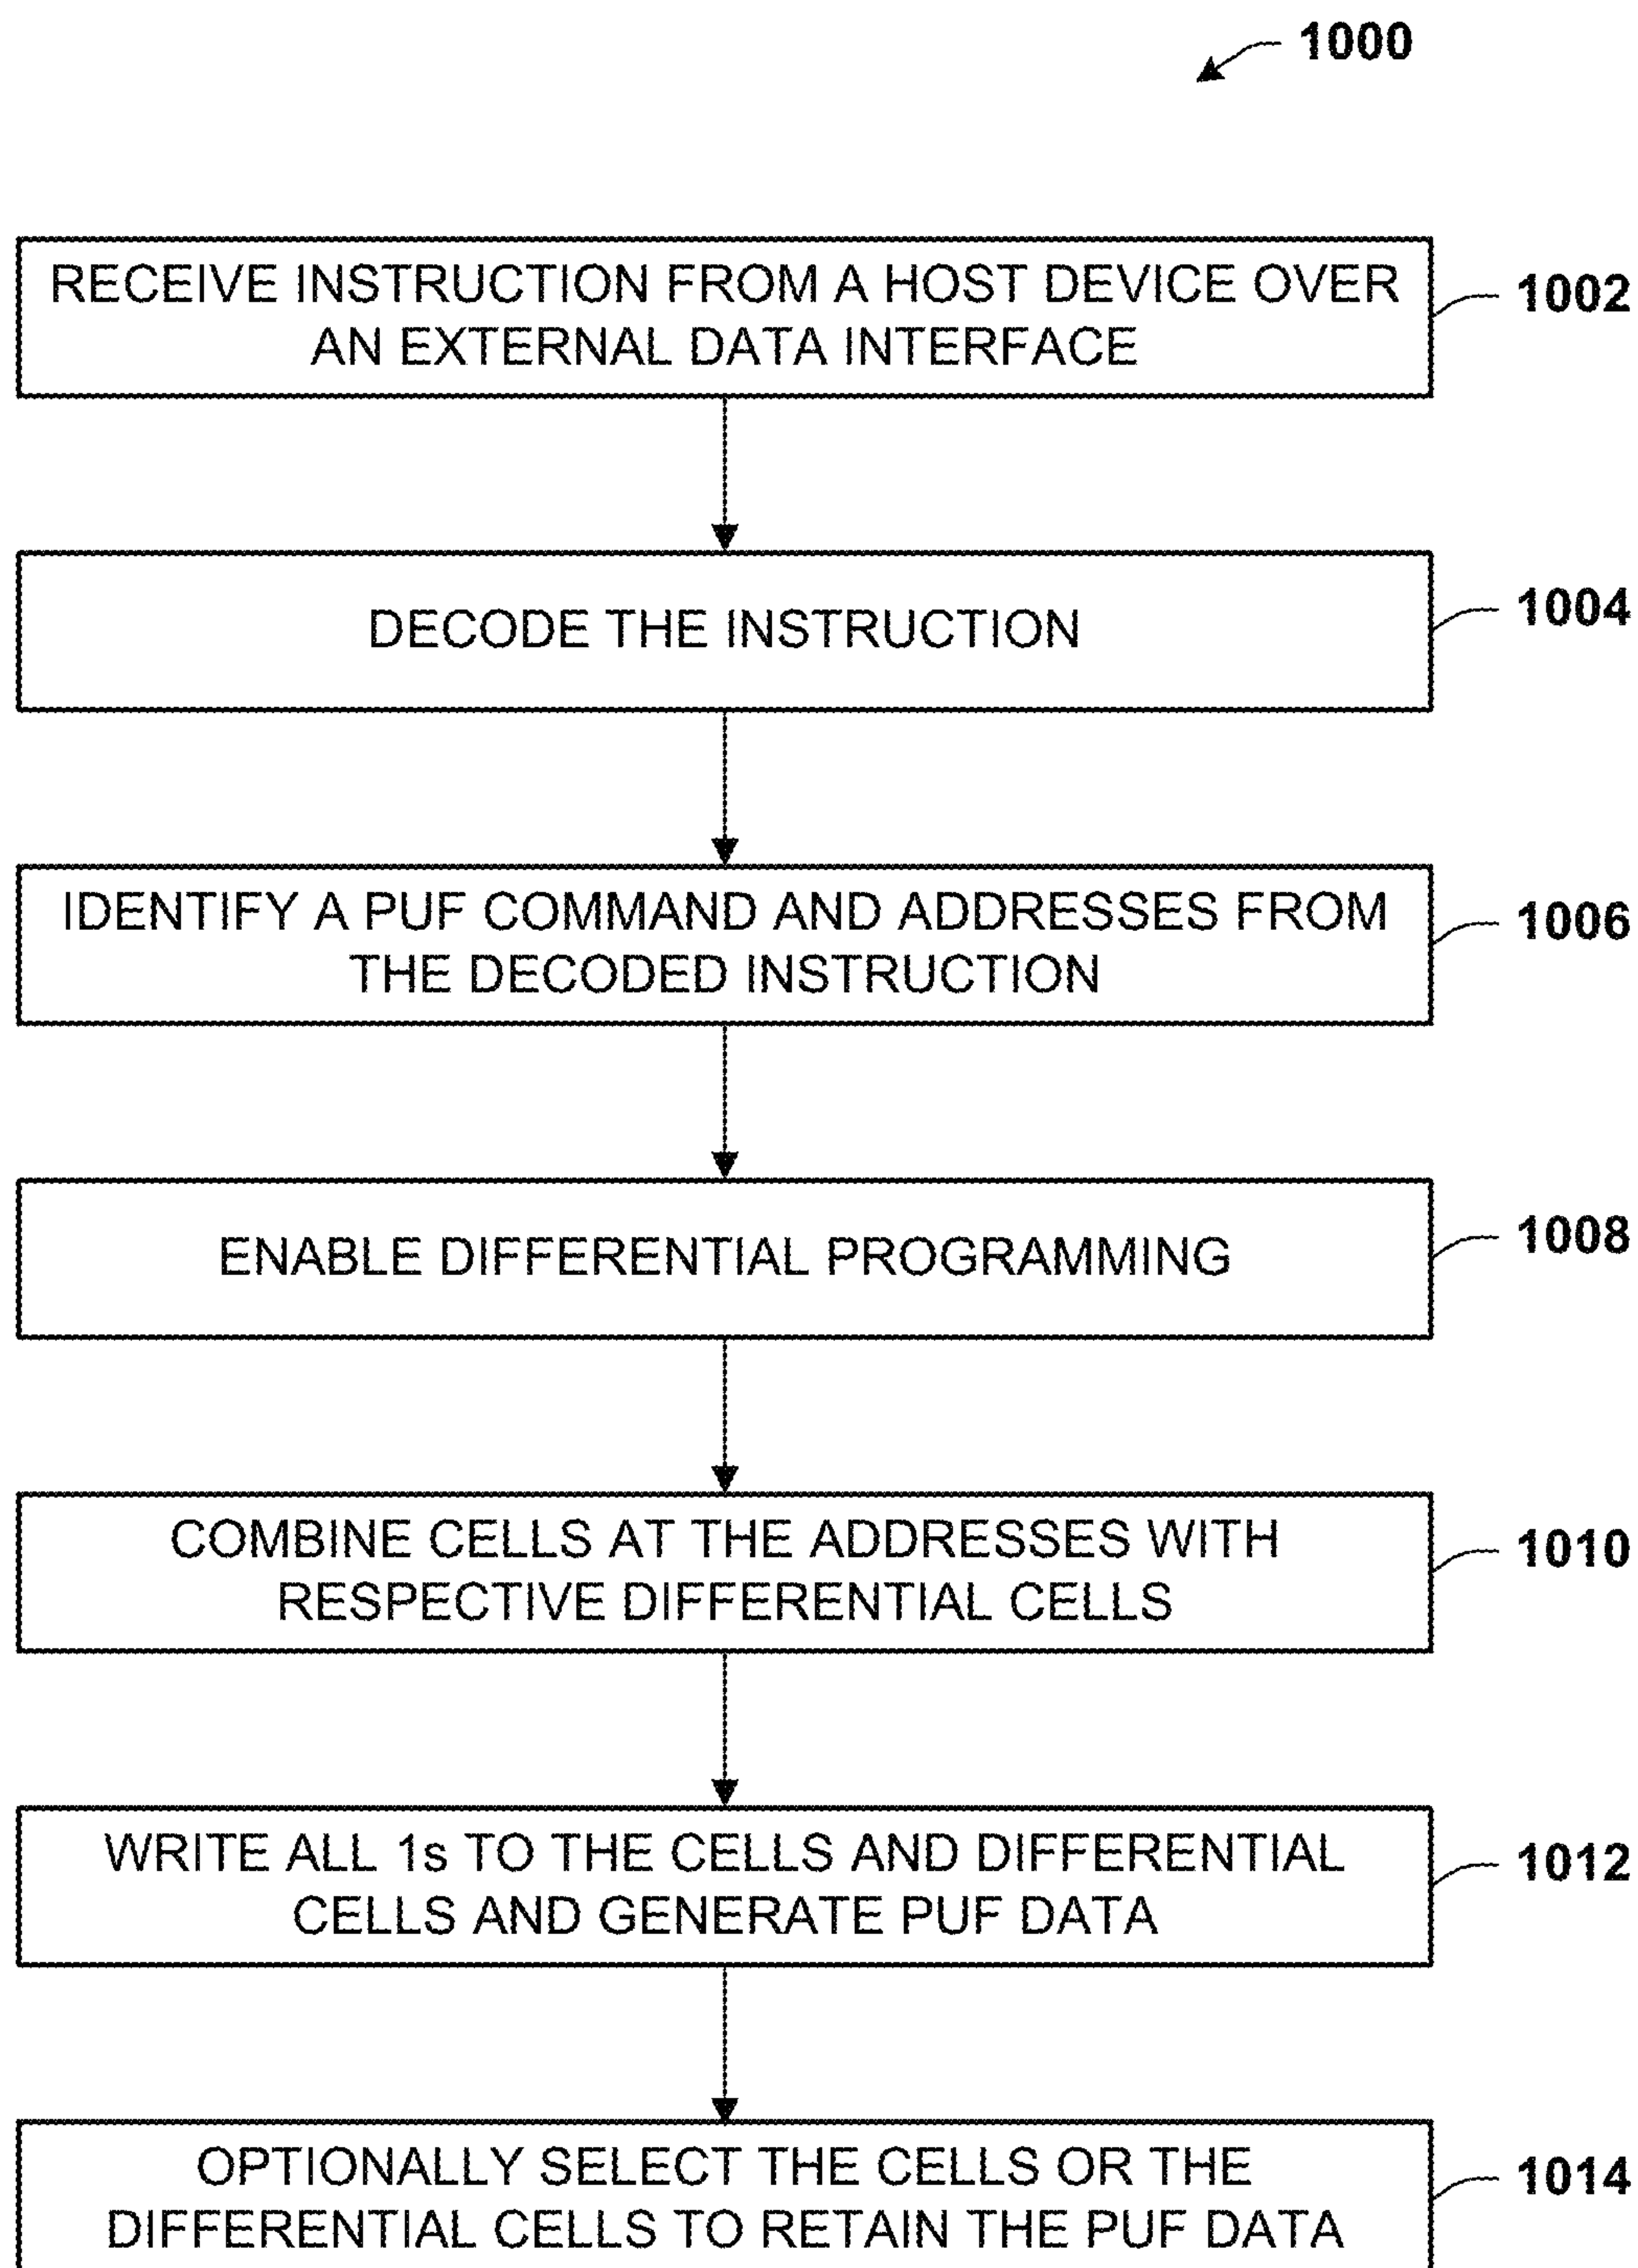 1000
RECEIVE INSTRUCTION FROM A HOST DEVICE OVER
AN EXTERNAL DATA INTERFACE
1002
DECODE THE INSTRUCTION
1004
IDENTIFY A PUF COMMAND AND ADDRESSES FROM
THE DECODED INSTRUCTION
1006
ENABLE DIFFERENTIAL PROGRAMMING
1008
COMBINE CELLS AT THE ADDRESSES WITH
RESPECTIVE DIFFERENTIAL CELLS
1010
WRITE ALL 1s TO THE CELLS AND DIFFERENTIAL
CELLS AND GENERATE PUF DATA
1012
OPTIONALLY SELECT THE CELLS OR THE
DIFFERENTIAL CELLS TO RETAIN THE PUF DATA
1014